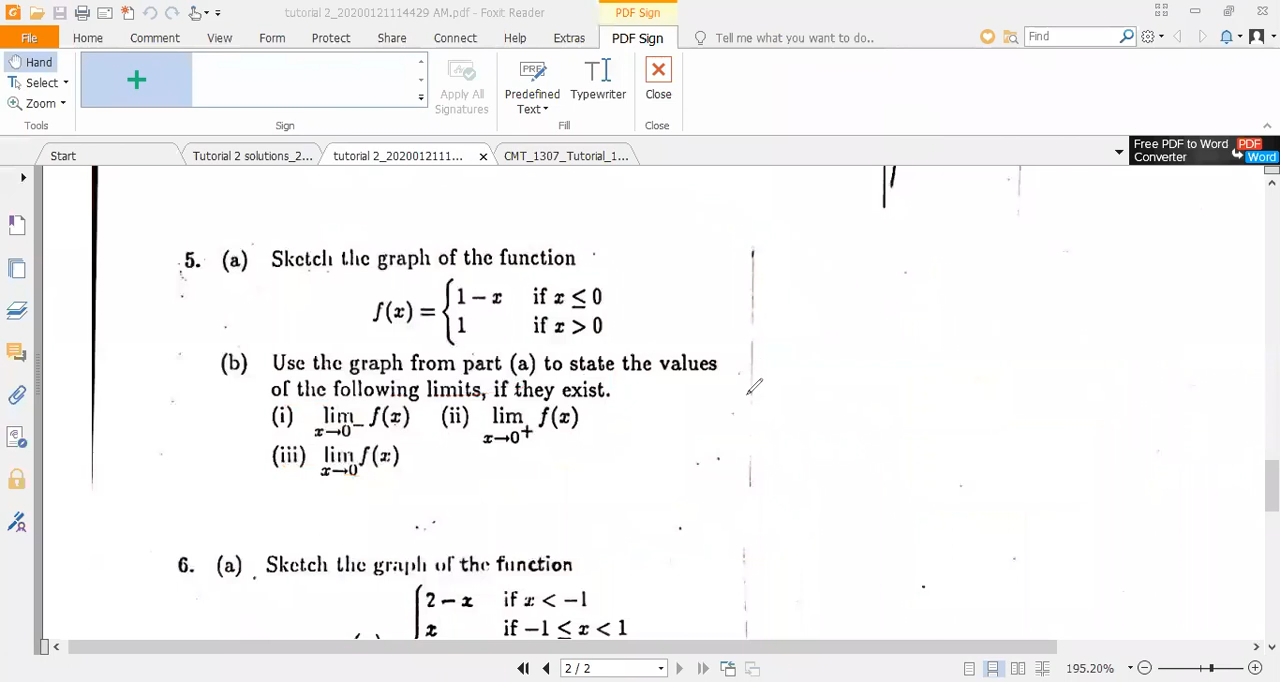 tutorial 2_20200121114429 AM.pdf - Foxit Reader
PDF Sign
File
Home
Comment
View
Form
Protect
Share
Connect
Help
Extras
PDF Sign
Tell me what you want to do..
Find
Hand
Select
Zoom
Tools
Sign
Apply All
Signatures
PRF
Predefined
Text
Typewriter
Fill
Close
Close
Start
Tutorial 2 solutions_2...
tutorial 2_2020012111...
CMT_1307_Tutorial_1...
Free PDF to Word
Converter
PDF
Word
5. (a) Sketch the graph of the function
f(x) = { 1 − x if x ≤ 0
1 if x > 0
(b) Use the graph from part (a) to state the values
of the following limits, if they exist.
(i) lim x→0− f(x) (ii) lim x→0+ f(x)
(iii) lim x→0 f(x)
6. (a) Sketch the graph of the function
2 − x if x < −1
x if −1 ≤ x < 1
2 / 2
195.20%